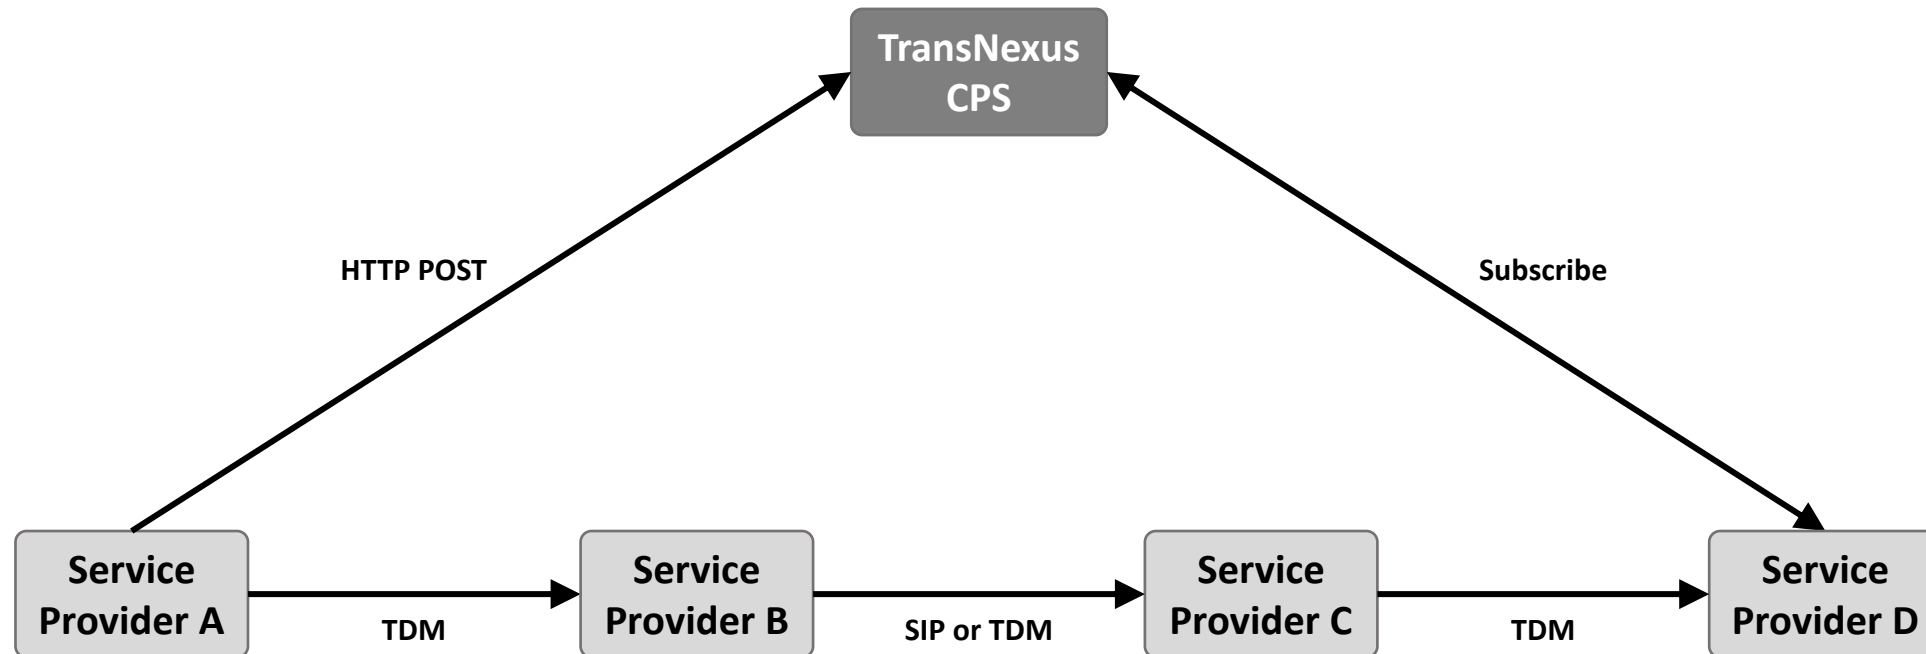 TransNexus
CPS
HTTP POST
Subscribe
Service
Provider A
TDM
Service
Provider B
SIP or TDM
Service
Provider C
TDM
Service
Provider D